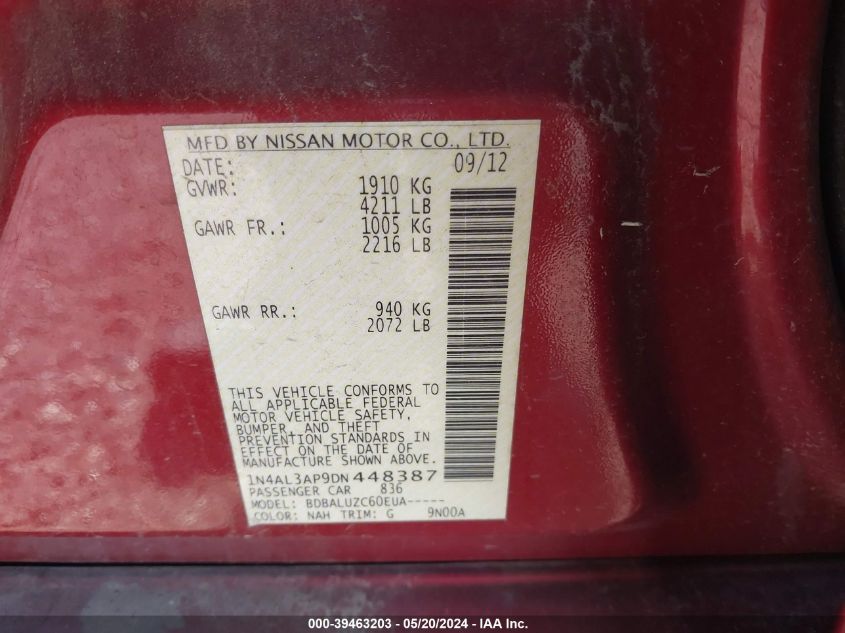 MFD BY NISSAN MOTOR CO., LTD.
DATE: 09/12
GVWR: 1910 KG
4211 LB
GAWR FR.: 1005 KG
2216 LB
GAWR RR.: 940 KG
2072 LB
THIS VEHICLE CONFORMS TO
ALL APPLICABLE FEDERAL
MOTOR VEHICLE SAFETY,
BUMPER, AND THEFT
PREVENTION STANDARDS IN
EFFECT ON THE DATE OF
MANUFACTURE SHOWN ABOVE.
1N4AL3AP9DN448387
PASSENGER CAR 836
MODEL: BDBALUZC60EUA-----
COLOR: NAH TRIM: G 9N00A
000-39463203 - 05/20/2024 - IAA Inc.